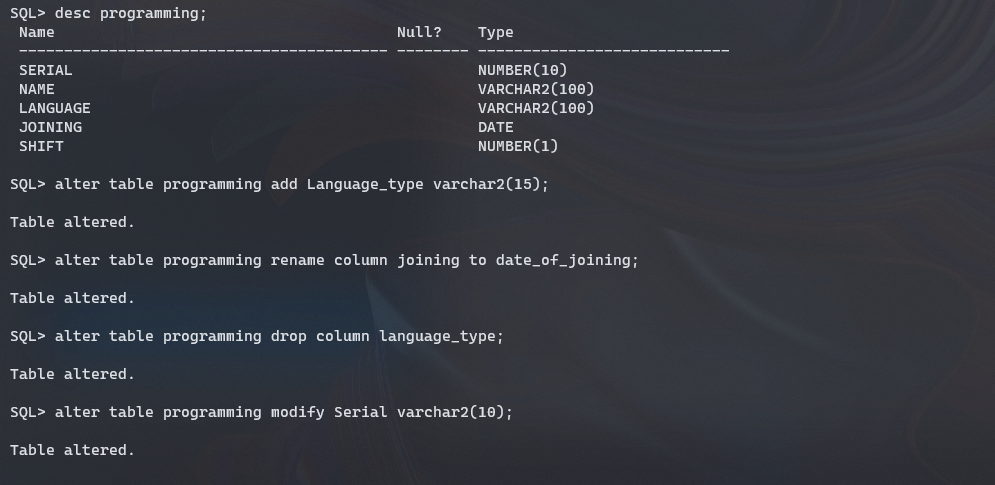 SQL> desc programming;
 Name                                      Null?    Type
 ----------------------------------------- -------- ----------------------------
 SERIAL                                             NUMBER(10)
 NAME                                               VARCHAR2(100)
 LANGUAGE                                           VARCHAR2(100)
 JOINING                                            DATE
 SHIFT                                              NUMBER(1)
SQL> alter table programming add Language_type varchar2(15);
Table altered.
SQL> alter table programming rename column joining to date_of_joining;
Table altered.
SQL> alter table programming drop column language_type;
Table altered.
SQL> alter table programming modify Serial varchar2(10);
Table altered.